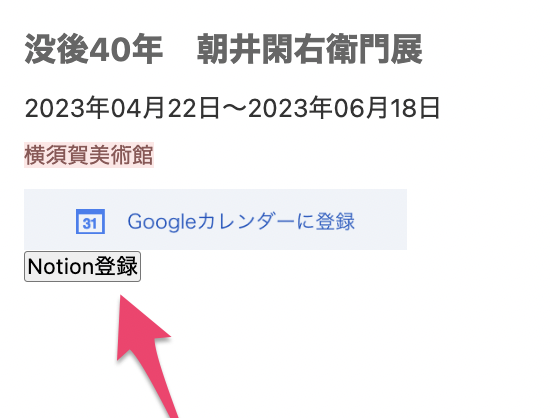 没後40年　朝井閑右衛門展
2023年04月22日〜2023年06月18日
横須賀美術館
31 Googleカレンダーに登録
Notion登録